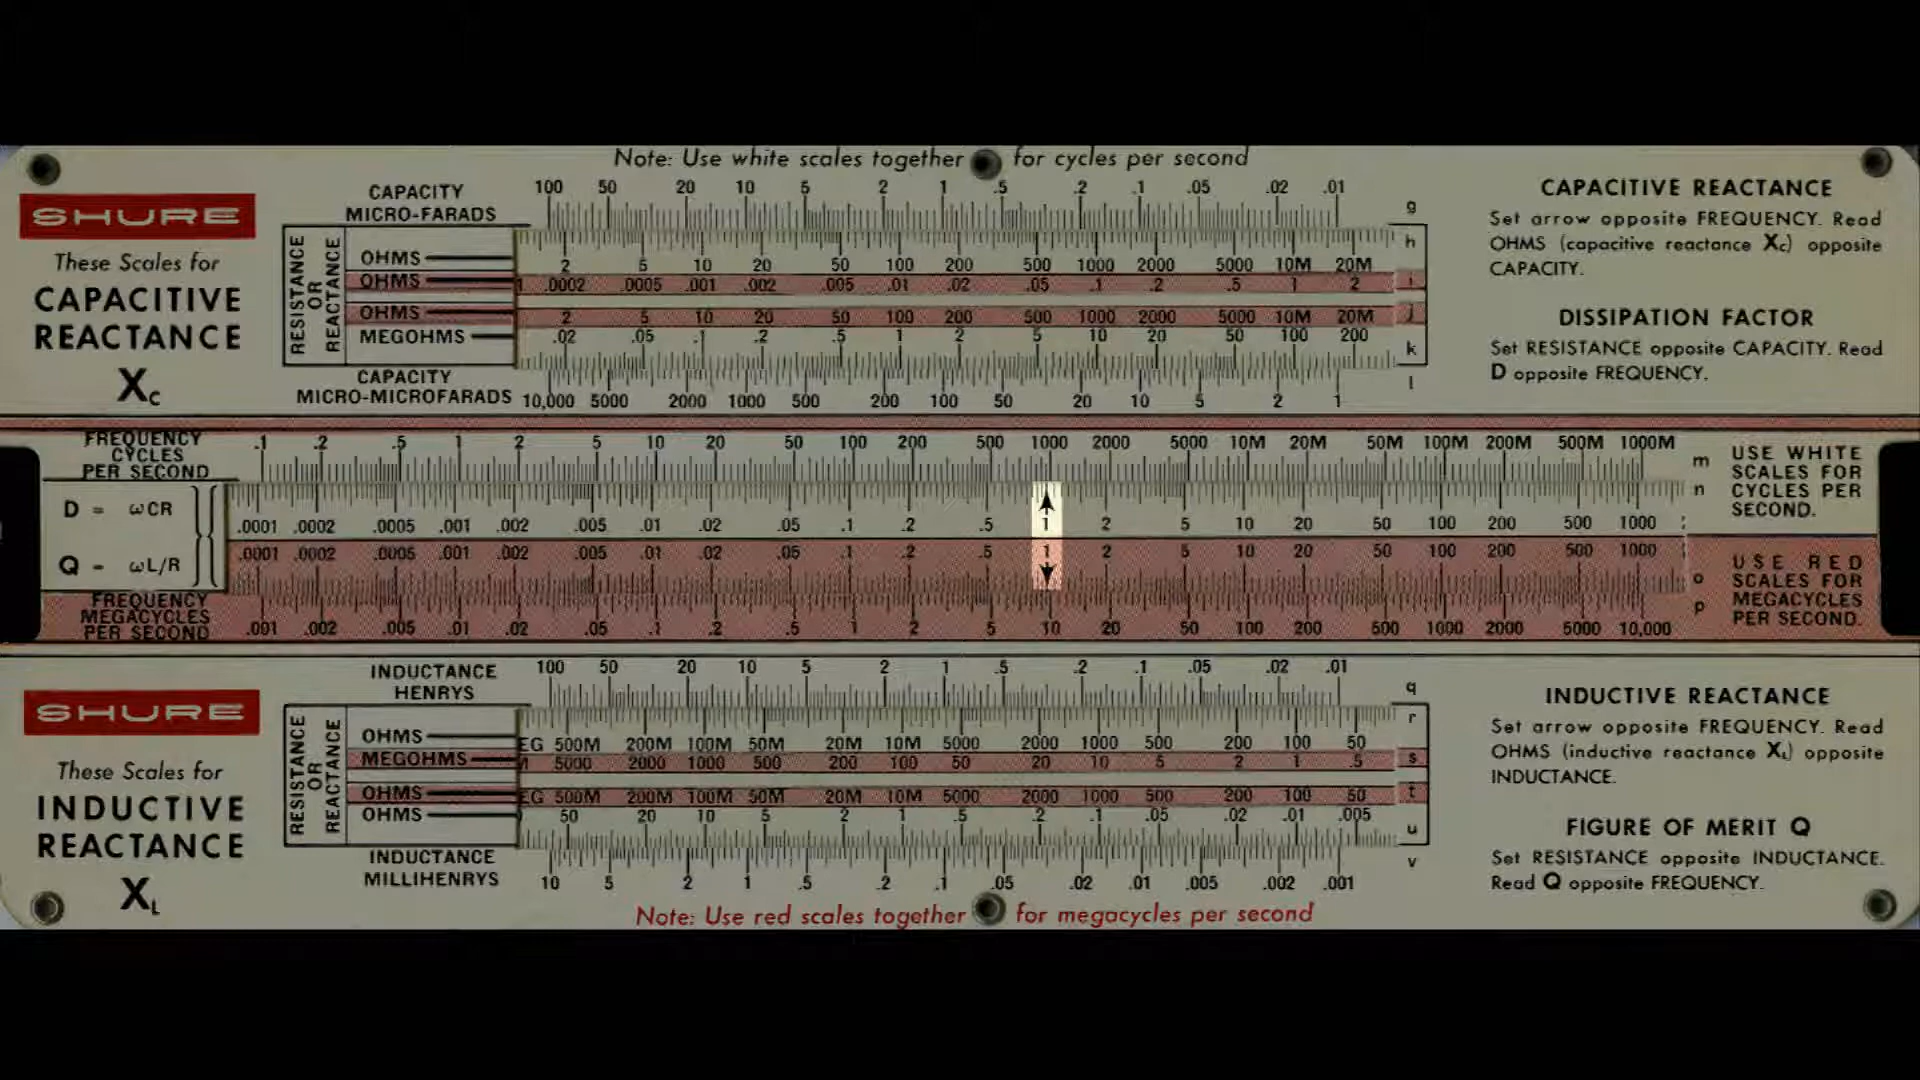 Note: Use white scales together for cycles per second
SHURE
These Scales for
CAPACITIVE
REACTANCE
XC
CAPACITY
MICRO-FARADS
100 50 20 10 5 2 1 .5 .2 .1 .05 .02 .01
g
RESISTANCE
OR
REACTANCE
OHMS
2 5 10 20 50 100 200 500 1000 2000 5000 10M 20M
h
OHMS
1 .0002 .0005 .001 .002 .005 .01 .02 .05 .1 .2 .5 1 2
i
OHMS
2 5 10 20 50 100 200 500 1000 2000 5000 10M 20M
j
MEGOHMS
.02 .05 .1 .2 .5 1 2 5 10 20 50 100 200
k
CAPACITY
MICRO-MICROFARADS
10,000 5000 2000 1000 500 200 100 50 20 10 5 2 1
l
CAPACITIVE REACTANCE
Set arrow opposite FREQUENCY. Read
OHMS (capacitive reactance XC) opposite
CAPACITY.
DISSIPATION FACTOR
Set RESISTANCE opposite CAPACITY. Read
D opposite FREQUENCY.
FREQUENCY
CYCLES
PER SECOND
.1 .2 .5 1 2 5 10 20 50 100 200 500 1000 2000 5000 10M 20M 50M 100M 200M 500M 1000M
m
n
USE WHITE
SCALES FOR
CYCLES PER
SECOND.
D = ωCR
.0001 .0002 .0005 .001 .002 .005 .01 .02 .05 .1 .2 .5 1 2 5 10 20 50 100 200 500 1000
Q = ωL/R
.0001 .0002 .0005 .001 .002 .005 .01 .02 .05 .1 .2 .5 1 2 5 10 20 50 100 200 500 1000
o
p
USE RED
SCALES FOR
MEGACYCLES
PER SECOND.
FREQUENCY
MEGACYCLES
PER SECOND
.001 .002 .005 .01 .02 .05 .1 .2 .5 1 2 5 10 20 50 100 200 500 1000 2000 5000 10,000
SHURE
These Scales for
INDUCTIVE
REACTANCE
XL
INDUCTANCE
HENRYS
100 50 20 10 5 2 1 .5 .2 .1 .05 .02 .01
q
RESISTANCE
OR
REACTANCE
OHMS
EG 500M 200M 100M 50M 20M 10M 5000 2000 1000 500 200 100 50
r
MEGOHMS
5000 2000 1000 500 200 100 50 20 10 5 2 1 .5
s
OHMS
EG 500M 200M 100M 50M 20M 10M 5000 2000 1000 500 200 100 50
t
OHMS
50 20 10 5 2 1 .5 .2 .1 .05 .02 .01 .005
u
INDUCTANCE
MILLIHENRYS
10 5 2 1 .5 .2 .1 .05 .02 .01 .005 .002 .001
v
INDUCTIVE REACTANCE
Set arrow opposite FREQUENCY. Read
OHMS (inductive reactance XL) opposite
INDUCTANCE.
FIGURE OF MERIT Q
Set RESISTANCE opposite INDUCTANCE.
Read Q opposite FREQUENCY.
Note: Use red scales together for megacycles per second